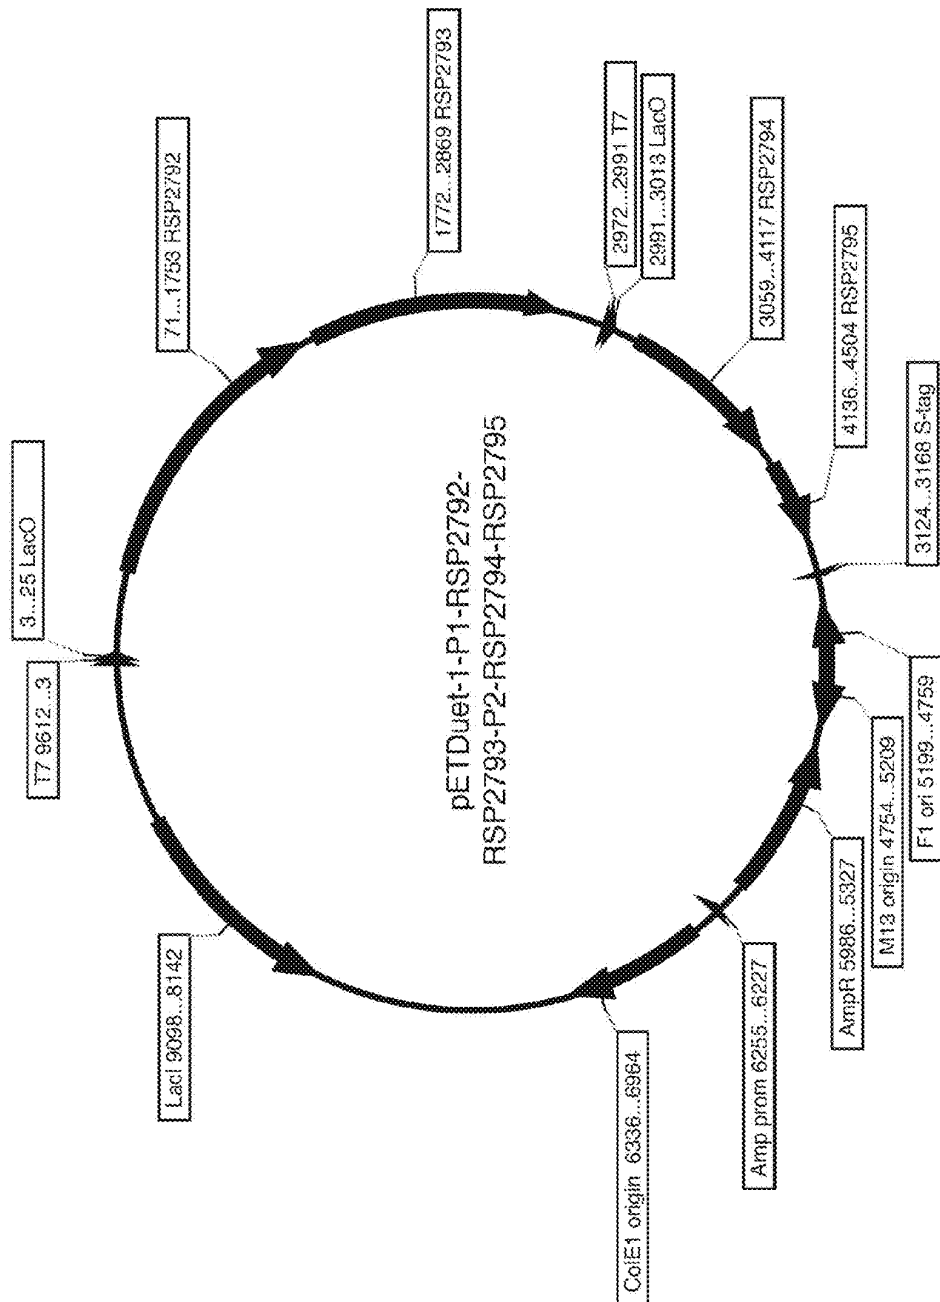 3...25 LacO
T7 9612...3
71...1753 RSP2792
1772...2869 RSP2793
2972...2991 T7
2991...3013 LacO
3059...4117 RSP2794
4136...4504 RSP2795
3124...3168 S-tag
F1 ori 5199...4759
M13 origin 4754...5209
AmpR 5986...5327
Amp prom 6255...6227
ColE1 origin 6336...6964
LacI 9098...8142
pETDuet-1-P1-RSP2792-
RSP2793-P2-RSP2794-RSP2795